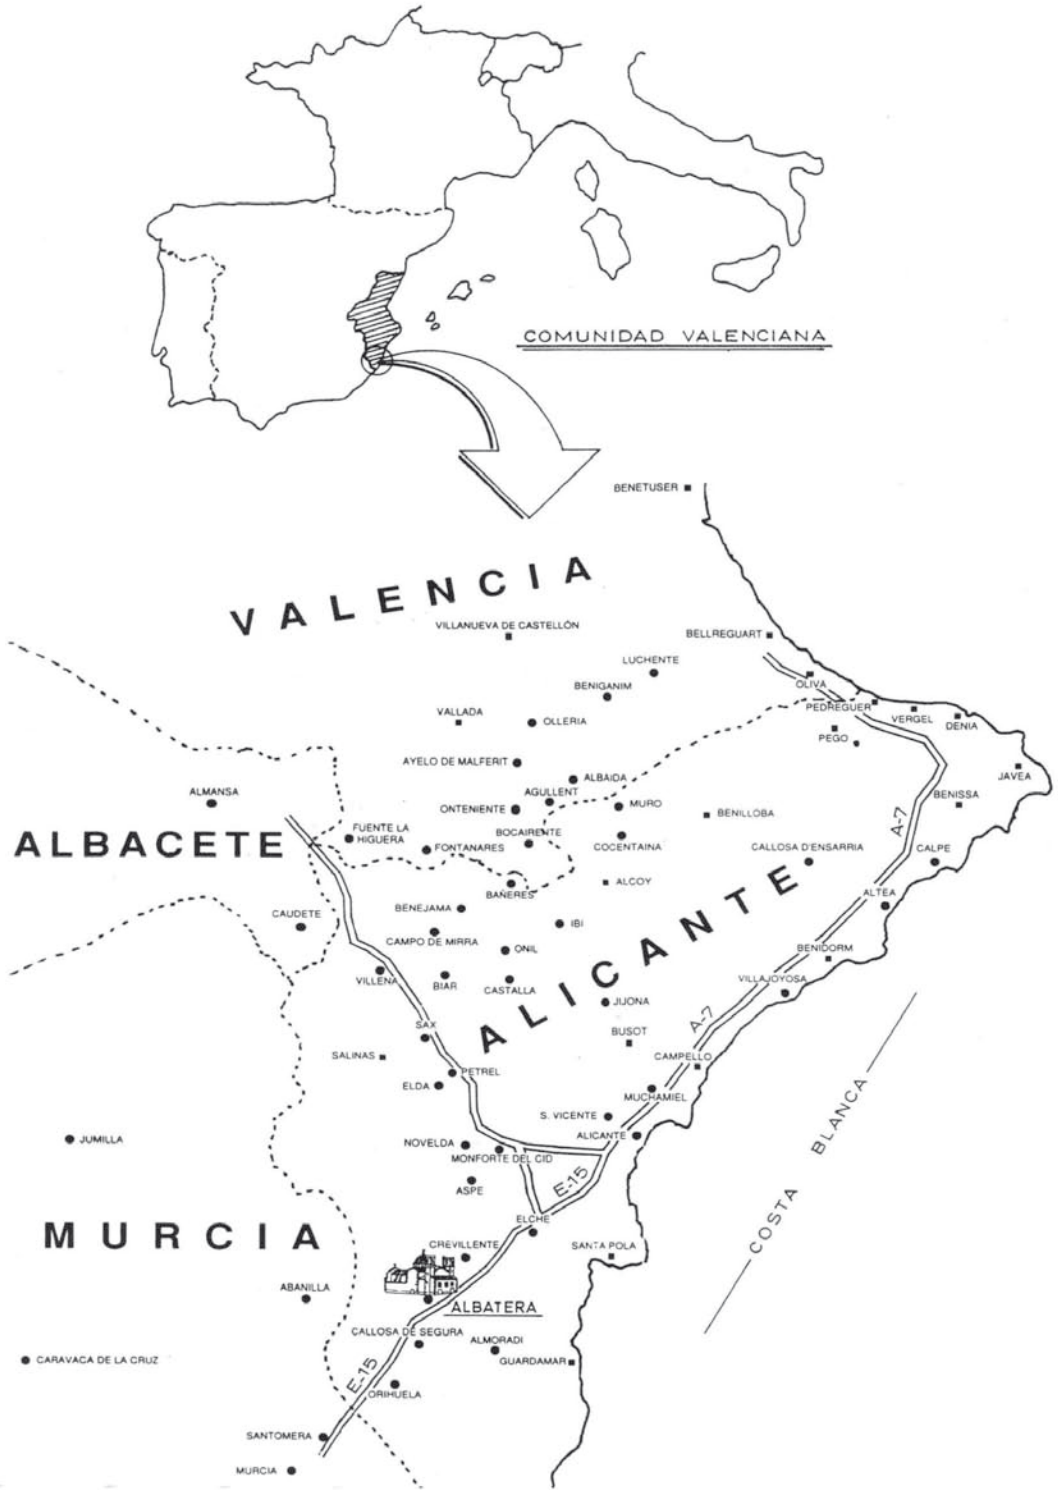 COMUNIDAD VALENCIANA
BENETUSER
VALENCIA
VILLANUEVA DE CASTELLÓN
BELLREGUART
LUCHENTE
OLIVA
BENIGANIM
PEDREGUER
VERGEL
DENIA
VALLADA
OLLERIA
PEGO
AYELO DE MALFERIT
ALBAIDA
JAVEA
ALMANSA
AGULLENT
BENISSA
ONTENIENTE
MURO
BENILLOBA
A-7
FUENTE LA
HIGUERA
BOCAIRENTE
ALBACETE
FONTANARES
COCENTAINA
CALLOSA D'ENSARRIA
CALPE
BAÑERES
ALCOY
ALTEA
BENEJAMA
CAUDETE
IBI
CAMPO DE MIRRA
ONIL
BENIDORM
VILLENA
BIAR
CASTALLA
VILLAJOYOSA
ALICANTE
JIJONA
A-7
SAX
BUSOT
SALINAS
CAMPELLO
PETREL
ELDA
MUCHAMIEL
COSTA BLANCA
S. VICENTE
ALICANTE
JUMILLA
NOVELDA
MONFORTE DEL CID
ASPE
E-15
ELCHE
MURCIA
CREVILLENTE
SANTA POLA
ABANILLA
ALBATERA
CALLOSA DE SEGURA
ALMORADI
CARAVACA DE LA CRUZ
GUARDAMAR
E-15
ORIHUELA
SANTOMERA
MURCIA